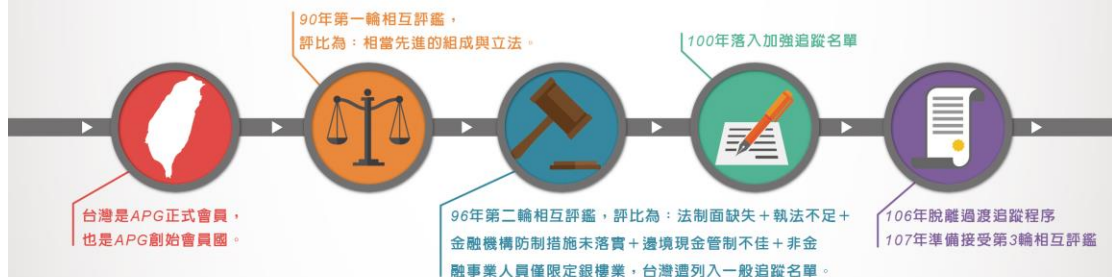 台灣是APG正式會員，
也是APG創始會員國。
90年第一輪相互評鑑，
評比為：相當先進的組成與立法。
96年第二輪相互評鑑，評比為：法制面缺失＋執法不足＋
金融機構防制措施未落實＋邊境現金管制不佳＋非金
融事業人員僅限定銀樓業，台灣遭列入一般追蹤名單。
100年落入加強追蹤名單
106年脫離過渡追蹤程序
107年準備接受第3輪相互評鑑